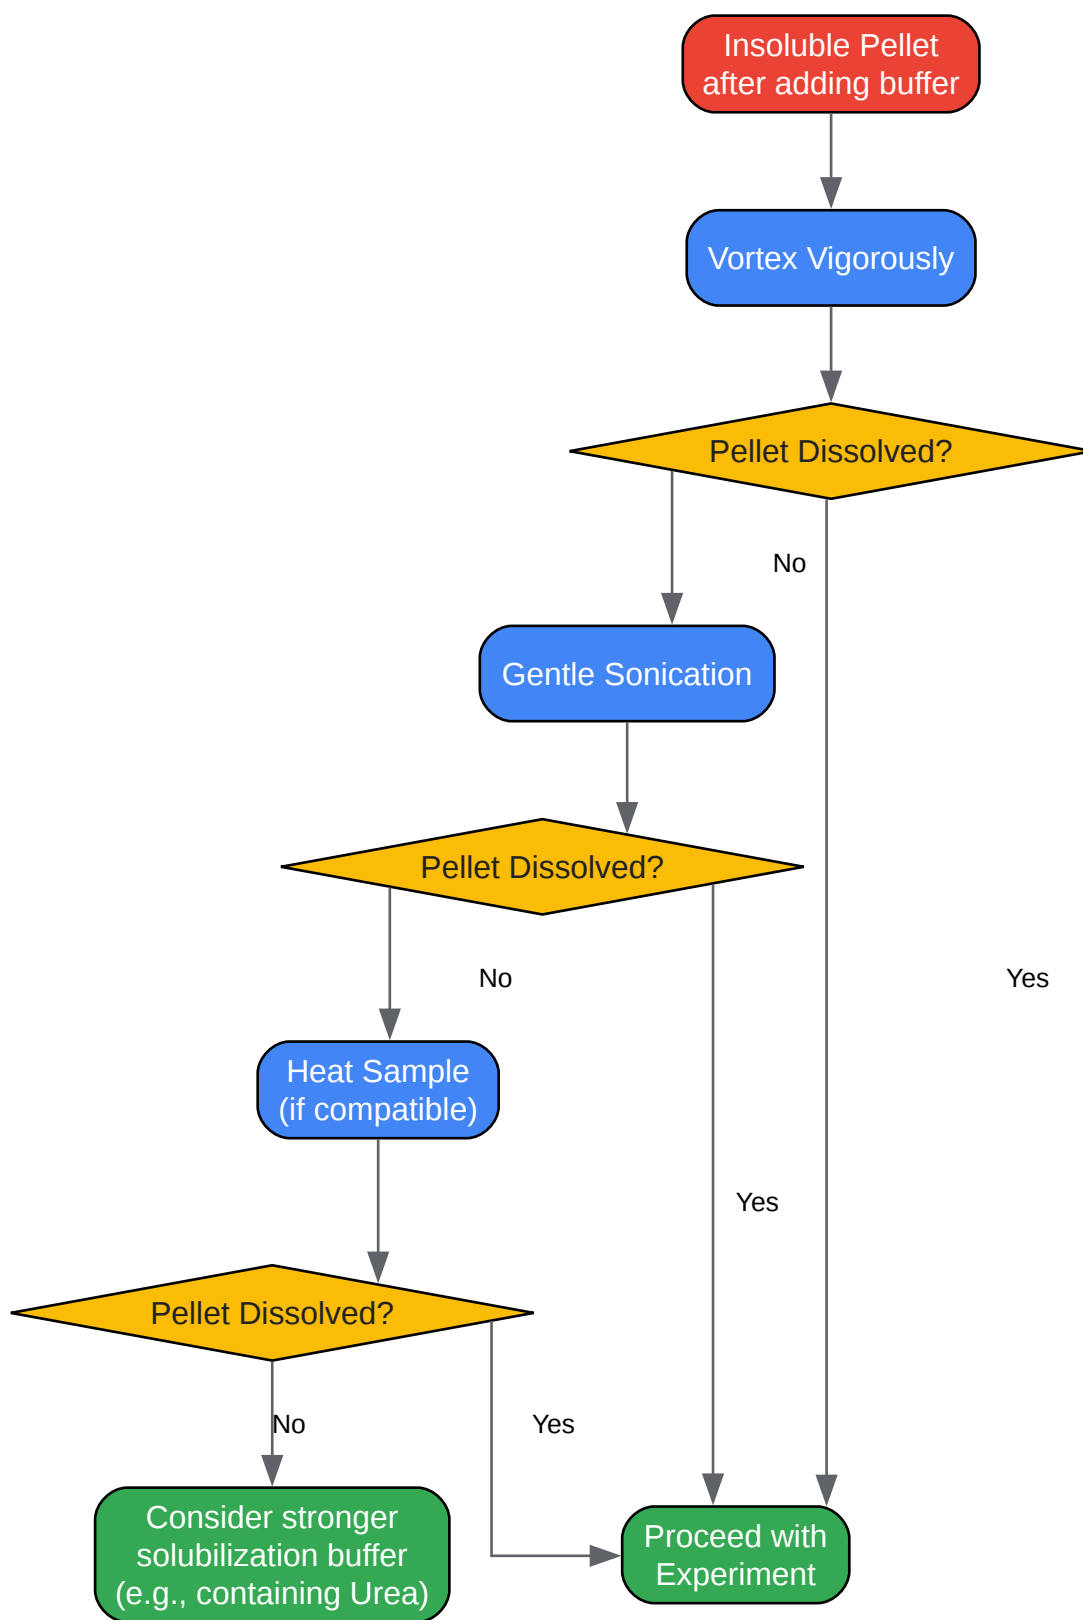 Insoluble Pellet
after adding buffer
Vortex Vigorously
Pellet Dissolved?
No
Gentle Sonication
Pellet Dissolved?
No
Yes
Heat Sample
(if compatible)
Yes
Pellet Dissolved?
No
Yes
Consider stronger
solubilization buffer
(e.g., containing Urea)
Proceed with
Experiment